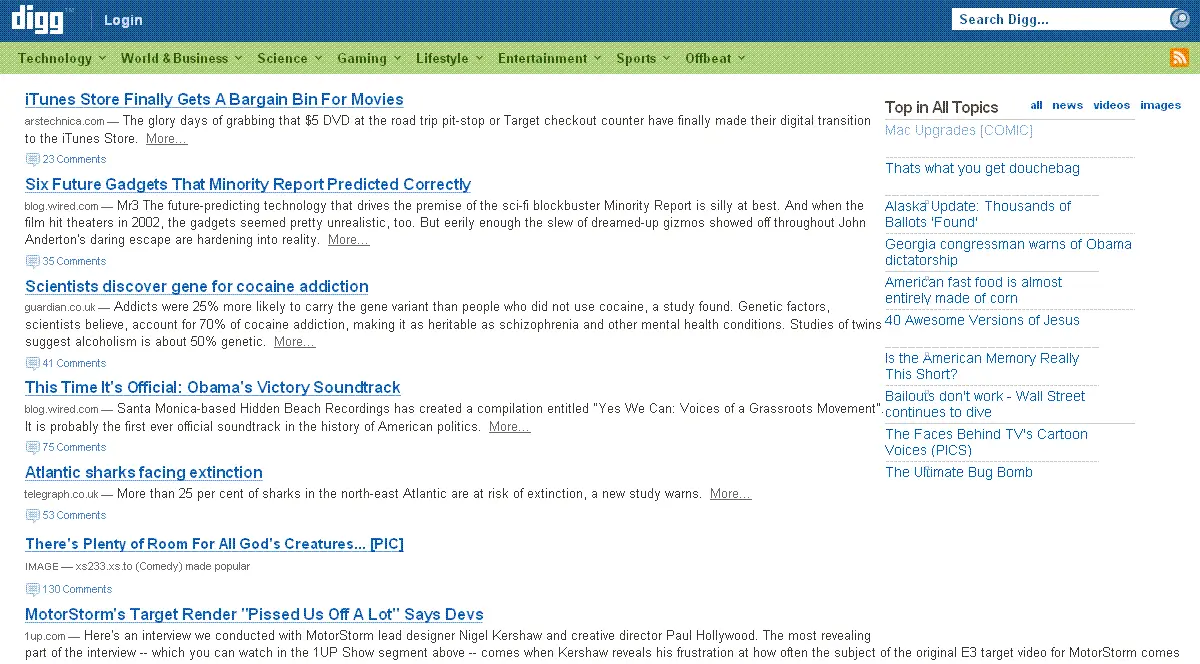 digg™
Login
Search Digg...
Technology
World & Business
Science
Gaming
Lifestyle
Entertainment
Sports
Offbeat
iTunes Store Finally Gets A Bargain Bin For Movies
arstechnica.com — The glory days of grabbing that $5 DVD at the road trip pit-stop or Target checkout counter have finally made their digital transition
to the iTunes Store. More...
23 Comments
Six Future Gadgets That Minority Report Predicted Correctly
blog.wired.com — Mr3 The future-predicting technology that drives the premise of the sci-fi blockbuster Minority Report is silly at best. And when the
film hit theaters in 2002, the gadgets seemed pretty unrealistic, too. But eerily enough the slew of dreamed-up gizmos showed off throughout John
Anderton's daring escape are hardening into reality. More...
35 Comments
Scientists discover gene for cocaine addiction
guardian.co.uk — Addicts were 25% more likely to carry the gene variant than people who did not use cocaine, a study found. Genetic factors,
scientists believe, account for 70% of cocaine addiction, making it as heritable as schizophrenia and other mental health conditions. Studies of twins
suggest alcoholism is about 50% genetic. More...
41 Comments
This Time It's Official: Obama's Victory Soundtrack
blog.wired.com — Santa Monica-based Hidden Beach Recordings has created a compilation entitled "Yes We Can: Voices of a Grassroots Movement".
It is probably the first ever official soundtrack in the history of American politics. More...
75 Comments
Atlantic sharks facing extinction
telegraph.co.uk — More than 25 per cent of sharks in the north-east Atlantic are at risk of extinction, a new study warns. More...
53 Comments
There's Plenty of Room For All God's Creatures... [PIC]
IMAGE — xs233.xs.to (Comedy) made popular
130 Comments
MotorStorm's Target Render "Pissed Us Off A Lot" Says Devs
1up.com — Here's an interview we conducted with MotorStorm lead designer Nigel Kershaw and creative director Paul Hollywood. The most revealing
part of the interview -- which you can watch in the 1UP Show segment above -- comes when Kershaw reveals his frustration at how often the subject of the original E3 target video for MotorStorm comes
Top in All Topics
all news videos images
Mac Upgrades [COMIC]
Thats what you get douchebag
Alaska Update: Thousands of
Ballots 'Found'
Georgia congressman warns of Obama
dictatorship
American fast food is almost
entirely made of corn
40 Awesome Versions of Jesus
Is the American Memory Really
This Short?
Bailouts don't work - Wall Street
continues to dive
The Faces Behind TV's Cartoon
Voices (PICS)
The Ultimate Bug Bomb